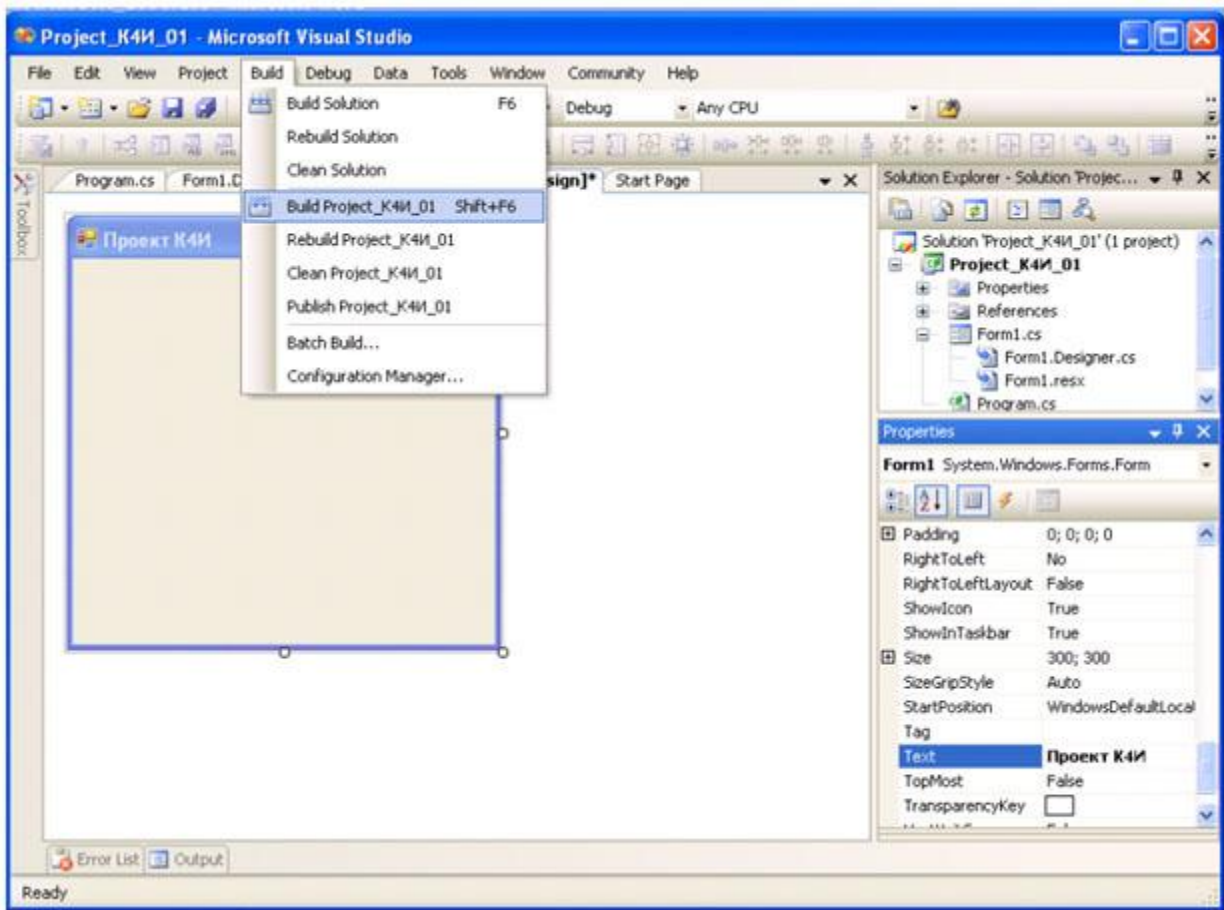 Project_К4И_01 - Microsoft Visual Studio
File Edit View Project Build Debug Data Tools Window Community Help
Build Solution F6
Debug Any CPU
Rebuild Solution
Clean Solution
Program.cs Form1.D sign]* Start Page
Build Project_К4И_01 Shift+F6
Rebuild Project_К4И_01
Clean Project_К4И_01
Publish Project_К4И_01
Batch Build...
Configuration Manager...
Toolbox
Проект К4И
Solution Explorer - Solution 'Projec...
Solution 'Project_К4И_01' (1 project)
Project_К4И_01
Properties
References
Form1.cs
Form1.Designer.cs
Form1.resx
Program.cs
Properties
Form1 System.Windows.Forms.Form
Padding 0; 0; 0; 0
RightToLeft No
RightToLeftLayout False
ShowIcon True
ShowInTaskbar True
Size 300; 300
SizeGripStyle Auto
StartPosition WindowsDefaultLocal
Tag
Text Проект К4И
TopMost False
TransparencyKey
Error List Output
Ready